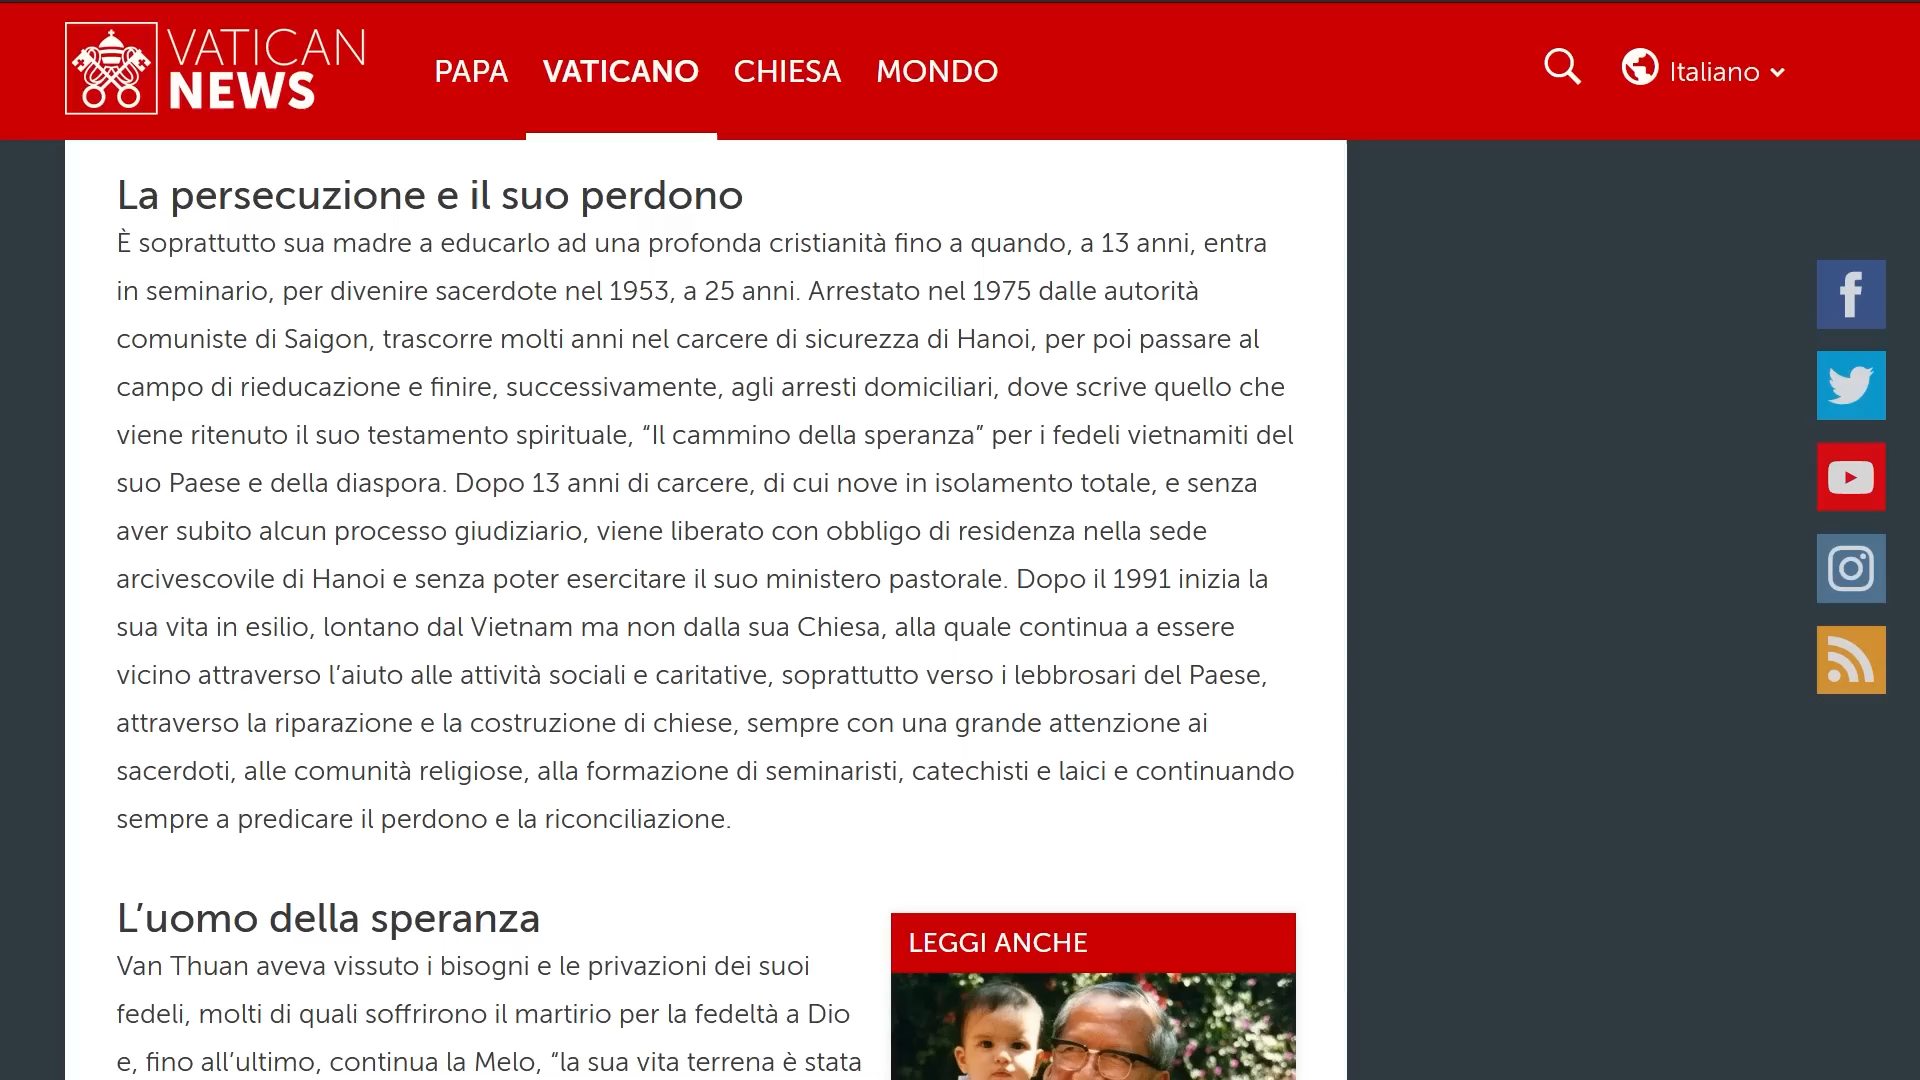 VATICAN
NEWS
PAPA VATICANO CHIESA MONDO
Italiano
La persecuzione e il suo perdono
È soprattutto sua madre a educarlo ad una profonda cristianità fino a quando, a 13 anni, entra
in seminario, per divenire sacerdote nel 1953, a 25 anni. Arrestato nel 1975 dalle autorità
comuniste di Saigon, trascorre molti anni nel carcere di sicurezza di Hanoi, per poi passare al
campo di rieducazione e finire, successivamente, agli arresti domiciliari, dove scrive quello che
viene ritenuto il suo testamento spirituale, “Il cammino della speranza” per i fedeli vietnamiti del
suo Paese e della diaspora. Dopo 13 anni di carcere, di cui nove in isolamento totale, e senza
aver subito alcun processo giudiziario, viene liberato con obbligo di residenza nella sede
arcivescovile di Hanoi e senza poter esercitare il suo ministero pastorale. Dopo il 1991 inizia la
sua vita in esilio, lontano dal Vietnam ma non dalla sua Chiesa, alla quale continua a essere
vicino attraverso l’aiuto alle attività sociali e caritative, soprattutto verso i lebbrosari del Paese,
attraverso la riparazione e la costruzione di chiese, sempre con una grande attenzione ai
sacerdoti, alle comunità religiose, alla formazione di seminaristi, catechisti e laici e continuando
sempre a predicare il perdono e la riconciliazione.
L’uomo della speranza
Van Thuan aveva vissuto i bisogni e le privazioni dei suoi
fedeli, molti di quali soffrirono il martirio per la fedeltà a Dio
e, fino all’ultimo, continua la Melo, “la sua vita terrena è stata
LEGGI ANCHE